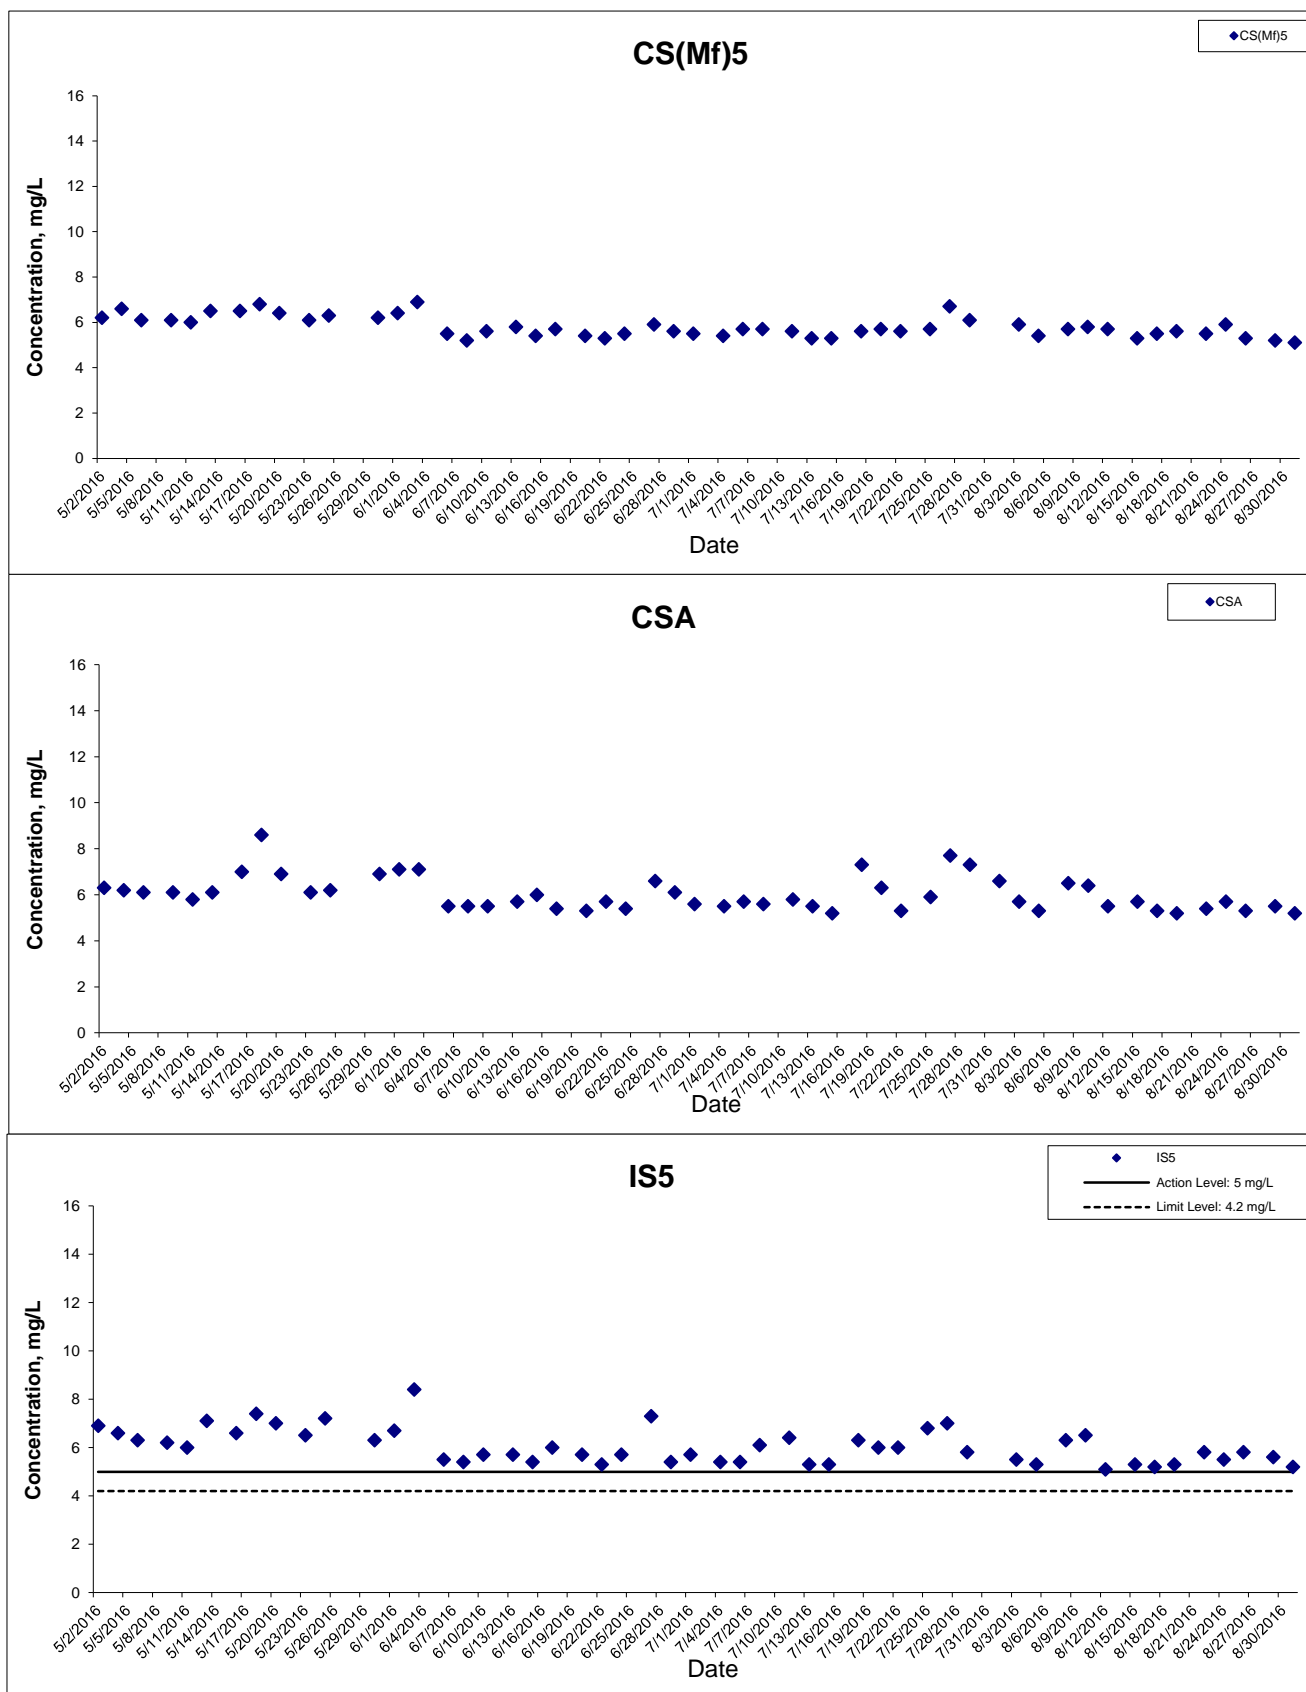 CS(Mf)5
CS(Mf)5
Concentration, mg/L
16
14
12
10
8
6
4
2
0
5/2/2016 5/5/2016 5/8/2016 5/11/2016 5/14/2016 5/17/2016 5/20/2016 5/23/2016 5/26/2016 5/29/2016 6/1/2016 6/4/2016 6/7/2016 6/10/2016 6/13/2016 6/16/2016 6/19/2016 6/22/2016 6/25/2016 6/28/2016 7/1/2016 7/4/2016 7/7/2016 7/10/2016 7/13/2016 7/16/2016 7/19/2016 7/22/2016 7/25/2016 7/28/2016 7/31/2016 8/3/2016 8/6/2016 8/9/2016 8/12/2016 8/15/2016 8/18/2016 8/21/2016 8/24/2016 8/27/2016 8/30/2016
Date
CSA
CSA
Concentration, mg/L
16
14
12
10
8
6
4
2
0
5/2/2016 5/5/2016 5/8/2016 5/11/2016 5/14/2016 5/17/2016 5/20/2016 5/23/2016 5/26/2016 5/29/2016 6/1/2016 6/4/2016 6/7/2016 6/10/2016 6/13/2016 6/16/2016 6/19/2016 6/22/2016 6/25/2016 6/28/2016 7/1/2016 7/4/2016 7/7/2016 7/10/2016 7/13/2016 7/16/2016 7/19/2016 7/22/2016 7/25/2016 7/28/2016 7/31/2016 8/3/2016 8/6/2016 8/9/2016 8/12/2016 8/15/2016 8/18/2016 8/21/2016 8/24/2016 8/27/2016 8/30/2016
Date
IS5
IS5
Action Level: 5 mg/L
Limit Level: 4.2 mg/L
Concentration, mg/L
16
14
12
10
8
6
4
2
0
5/2/2016 5/5/2016 5/8/2016 5/11/2016 5/14/2016 5/17/2016 5/20/2016 5/23/2016 5/26/2016 5/29/2016 6/1/2016 6/4/2016 6/7/2016 6/10/2016 6/13/2016 6/16/2016 6/19/2016 6/22/2016 6/25/2016 6/28/2016 7/1/2016 7/4/2016 7/7/2016 7/10/2016 7/13/2016 7/16/2016 7/19/2016 7/22/2016 7/25/2016 7/28/2016 7/31/2016 8/3/2016 8/6/2016 8/9/2016 8/12/2016 8/15/2016 8/18/2016 8/21/2016 8/24/2016 8/27/2016 8/30/2016
Date